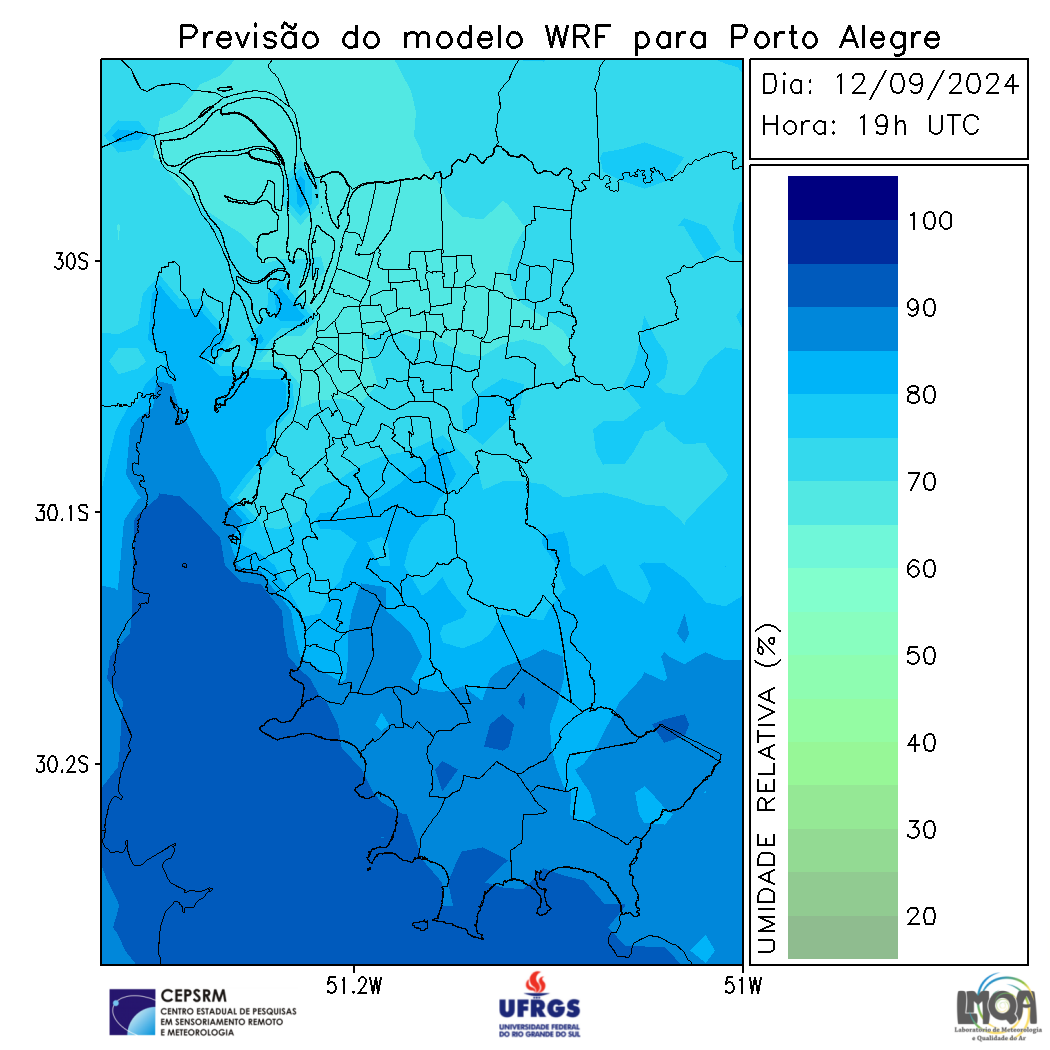 Previsão do modelo WRF para Porto Alegre
Dia: 12/09/2024
Hora: 19h UTC
30S
30.1S
30.2S
51.2W
51W
100
90
80
70
60
50
40
30
20
UMIDADE RELATIVA (%)
CEPSRM
CENTRO ESTADUAL DE PESQUISAS
EM SENSORIAMENTO REMOTO
E METEOROLOGIA
UFRGS
UNIVERSIDADE FEDERAL
DO RIO GRANDE DO SUL
LMQA
Laboratório de Meteorologia
e Qualidade do Ar